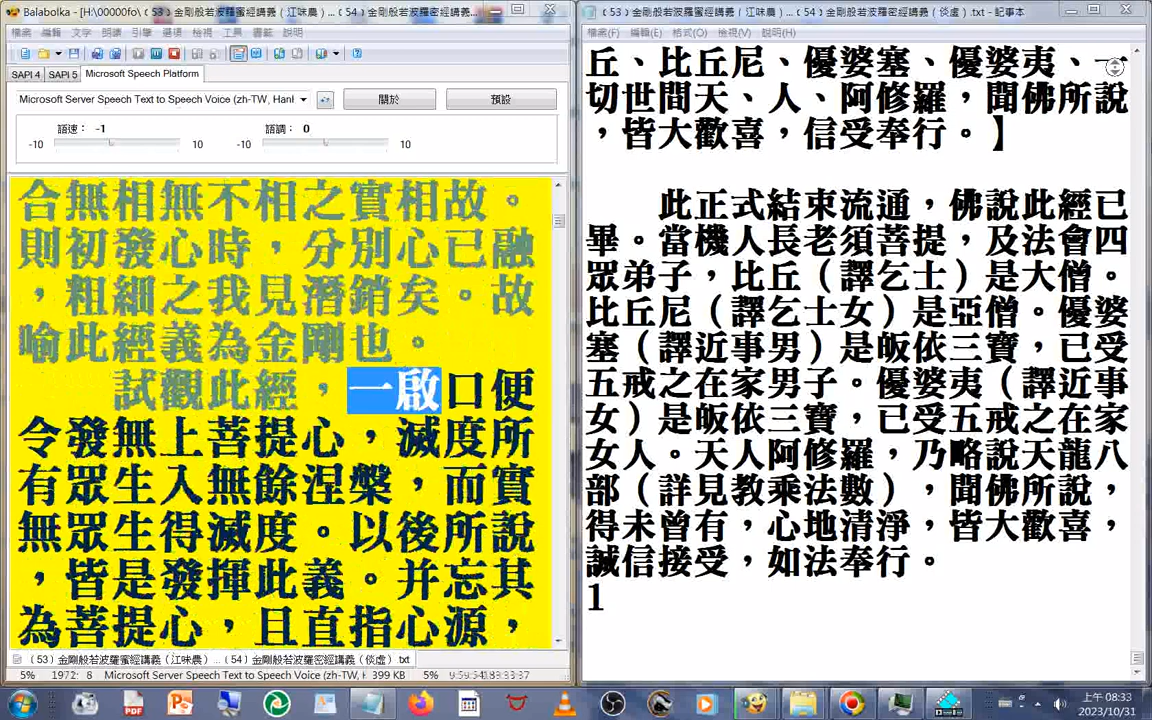 Balabolka - [H:\00000fo\ (53) 金剛般若波羅蜜經講義(江味農)...(54) 金剛般若波羅密經講義...
檔案 編輯 文字 朗讀 引擎 選項 檢視 工具 書籤 說明
SAPI 4 SAPI 5 Microsoft Speech Platform
Microsoft Server Speech Text to Speech Voice (zh-TW, Hanl
關於 預設
語速： -1 語調： 0
-10 10 -10 10
合無相無不相之實相故。
則初發心時，分別心已融
，粗細之我見潛銷矣。故
喻此經義為金剛也。
試觀此經，一啟口便
令發無上菩提心，滅度所
有眾生入無餘涅槃，而實
無眾生得滅度。以後所說
，皆是發揮此義。并忘其
為菩提心，且直指心源，
(53) 金剛般若波羅蜜經講義(江味農)...(54) 金剛般若波羅密經講義(倓虛) txt
5% 1972: 8 Microsoft Server Speech Text to Speech Voice (zh-TW, H 399 KB 5%
(53) 金剛般若波羅蜜經講義(江味農)...(54) 金剛般若波羅密經講義(倓虛).txt - 記事本
檔案(F) 編輯(E) 格式(O) 檢視(V) 說明(H)
丘、比丘尼、優婆塞、優婆夷、一
切世間天、人、阿修羅，聞佛所說
，皆大歡喜，信受奉行。】
此正式結束流通，佛說此經已
畢。當機人長老須菩提，及法會四
眾弟子，比丘（譯乞士）是大僧。
比丘尼（譯乞士女）是亞僧。優婆
塞（譯近事男）是皈依三寶，已受
五戒之在家男子。優婆夷（譯近事
女）是皈依三寶，已受五戒之在家
女人。天人阿修羅，乃略說天龍八
部（詳見教乘法數），聞佛所說，
得未曾有，心地清淨，皆大歡喜，
誠信接受，如法奉行。
1
PDF
上午 08:33
2023/10/31